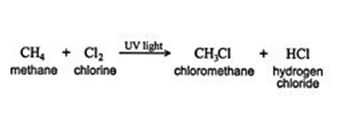 UV light
CH₄ + Cl₂ → CH₃Cl + HCl
methane chlorine chloromethane hydrogen
chloride